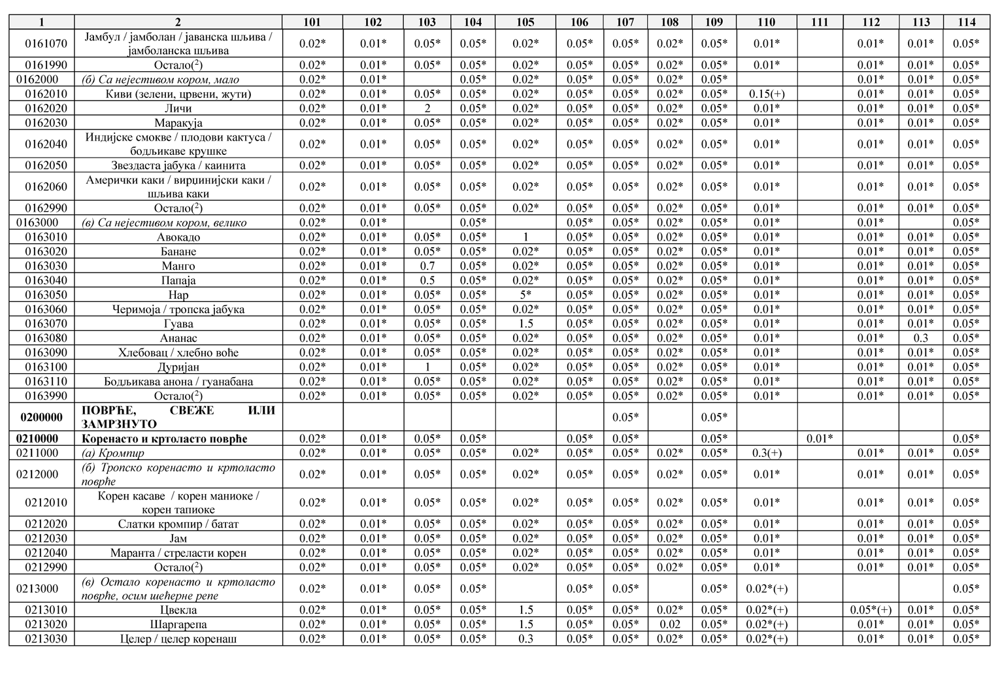 1 2 101 102 103 104 105 106 107 108 109 110 111 112 113 114
0161070 Јамбул / јамболан / јаванска шљива / 0.02* 0.01* 0.05* 0.05* 0.02* 0.05* 0.05* 0.02* 0.05* 0.01* 0.01* 0.01* 0.05*
јамболанска шљива
0161990 Остало(2) 0.02* 0.01* 0.05* 0.05* 0.02* 0.05* 0.05* 0.02* 0.05* 0.01* 0.01* 0.01* 0.05*
0162000 (б) Са нејестивом кором, мало 0.02* 0.01* 0.05* 0.02* 0.05* 0.05* 0.02* 0.05* 0.01* 0.01* 0.05*
0162010 Киви (зелени, црвени, жути) 0.02* 0.01* 0.05* 0.05* 0.02* 0.05* 0.05* 0.02* 0.05* 0.15(+) 0.01* 0.01* 0.05*
0162020 Личи 0.02* 0.01* 2 0.05* 0.02* 0.05* 0.05* 0.02* 0.05* 0.01* 0.01* 0.01* 0.05*
0162030 Маракуја 0.02* 0.01* 0.05* 0.05* 0.02* 0.05* 0.05* 0.02* 0.05* 0.01* 0.01* 0.01* 0.05*
0162040 Индијске смокве / плодови кактуса / 0.02* 0.01* 0.05* 0.05* 0.02* 0.05* 0.05* 0.02* 0.05* 0.01* 0.01* 0.01* 0.05*
бодљикаве крушке
0162050 Звездаста јабука / каинита 0.02* 0.01* 0.05* 0.05* 0.02* 0.05* 0.05* 0.02* 0.05* 0.01* 0.01* 0.01* 0.05*
0162060 Амерички каки / вирџинијски каки / 0.02* 0.01* 0.05* 0.05* 0.02* 0.05* 0.05* 0.02* 0.05* 0.01* 0.01* 0.01* 0.05*
шљива каки
0162990 Остало(2) 0.02* 0.01* 0.05* 0.05* 0.02* 0.05* 0.05* 0.02* 0.05* 0.01* 0.01* 0.01* 0.05*
0163000 (в) Са нејестивом кором, велико 0.02* 0.01* 0.05* 0.05* 0.05* 0.02* 0.05* 0.01* 0.01* 0.05*
0163010 Авокадо 0.02* 0.01* 0.05* 0.05* 1 0.05* 0.05* 0.02* 0.05* 0.01* 0.01* 0.01* 0.05*
0163020 Банане 0.02* 0.01* 0.05* 0.05* 0.02* 0.05* 0.05* 0.02* 0.05* 0.01* 0.01* 0.01* 0.05*
0163030 Манго 0.02* 0.01* 0.7 0.05* 0.02* 0.05* 0.05* 0.02* 0.05* 0.01* 0.01* 0.01* 0.05*
0163040 Папаја 0.02* 0.01* 0.5 0.05* 0.02* 0.05* 0.05* 0.02* 0.05* 0.01* 0.01* 0.01* 0.05*
0163050 Нар 0.02* 0.01* 0.05* 0.05* 5* 0.05* 0.05* 0.02* 0.05* 0.01* 0.01* 0.01* 0.05*
0163060 Черимоја / тропска јабука 0.02* 0.01* 0.05* 0.05* 0.02* 0.05* 0.05* 0.02* 0.05* 0.01* 0.01* 0.01* 0.05*
0163070 Гуава 0.02* 0.01* 0.05* 0.05* 1.5 0.05* 0.05* 0.02* 0.05* 0.01* 0.01* 0.01* 0.05*
0163080 Ананас 0.02* 0.01* 0.05* 0.05* 0.02* 0.05* 0.05* 0.02* 0.05* 0.01* 0.01* 0.3 0.05*
0163090 Хлебовац / хлебно воће 0.02* 0.01* 0.05* 0.05* 0.02* 0.05* 0.05* 0.02* 0.05* 0.01* 0.01* 0.01* 0.05*
0163100 Дуријан 0.02* 0.01* 1 0.05* 0.02* 0.05* 0.05* 0.02* 0.05* 0.01* 0.01* 0.01* 0.05*
0163110 Бодљикава анона / гуанабана 0.02* 0.01* 0.05* 0.05* 0.02* 0.05* 0.05* 0.02* 0.05* 0.01* 0.01* 0.01* 0.05*
0163990 Остало(2) 0.02* 0.01* 0.05* 0.05* 0.02* 0.05* 0.05* 0.02* 0.05* 0.01* 0.01* 0.01* 0.05*
0200000 ПОВРЋЕ, СВЕЖЕ ИЛИ 0.05* 0.05*
ЗАМРЗНУТО
0210000 Коренасто и кртоласто поврће 0.02* 0.01* 0.05* 0.05* 0.05* 0.05* 0.05* 0.01* 0.05*
0211000 (а) Кромпир 0.02* 0.01* 0.05* 0.05* 0.02* 0.05* 0.05* 0.02* 0.05* 0.3(+) 0.01* 0.01* 0.05*
0212000 (б) Тропско коренасто и кртоласто 0.02* 0.01* 0.05* 0.05* 0.02* 0.05* 0.05* 0.02* 0.05* 0.01* 0.01* 0.01* 0.05*
поврће
0212010 Корен касаве / корен маниоке / 0.02* 0.01* 0.05* 0.05* 0.02* 0.05* 0.05* 0.02* 0.05* 0.01* 0.01* 0.01* 0.05*
корен тапиоке
0212020 Слатки кромпир / батат 0.02* 0.01* 0.05* 0.05* 0.02* 0.05* 0.05* 0.02* 0.05* 0.01* 0.01* 0.01* 0.05*
0212030 Јам 0.02* 0.01* 0.05* 0.05* 0.02* 0.05* 0.05* 0.02* 0.05* 0.01* 0.01* 0.01* 0.05*
0212040 Маранта / стреласти корен 0.02* 0.01* 0.05* 0.05* 0.02* 0.05* 0.05* 0.02* 0.05* 0.01* 0.01* 0.01* 0.05*
0212990 Остало(2) 0.02* 0.01* 0.05* 0.05* 0.02* 0.05* 0.05* 0.02* 0.05* 0.01* 0.01* 0.01* 0.05*
0213000 (в) Остало коренасто и кртоласто 0.02* 0.01* 0.05* 0.05* 0.05* 0.05* 0.05* 0.02*(+) 0.05*
поврће, осим шећерне репе
0213010 Цвекла 0.02* 0.01* 0.05* 0.05* 1.5 0.05* 0.05* 0.02* 0.05* 0.02*(+) 0.05*(+) 0.01* 0.05*
0213020 Шаргарепа 0.02* 0.01* 0.05* 0.05* 1.5 0.05* 0.05* 0.02 0.05* 0.02*(+) 0.01* 0.01* 0.05*
0213030 Целер / целер коренаш 0.02* 0.01* 0.05* 0.05* 0.3 0.05* 0.05* 0.02* 0.05* 0.02*(+) 0.01* 0.01* 0.05*